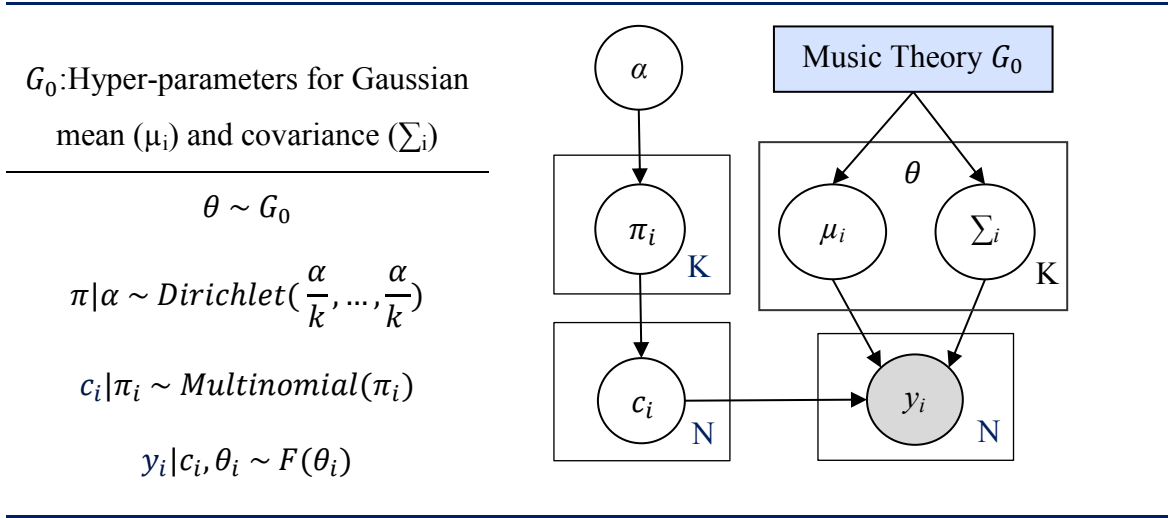 G₀:Hyper-parameters for Gaussian
mean (μᵢ) and covariance (∑ᵢ)
θ ~ G₀
π|α ~ Dirichlet(α/k, …, α/k)
cᵢ|πᵢ ~ Multinomial(πᵢ)
yᵢ|cᵢ, θᵢ ~ F(θᵢ)
α
Music Theory G₀
πᵢ
K
θ
μᵢ
∑ᵢ
K
cᵢ
N
yᵢ
N